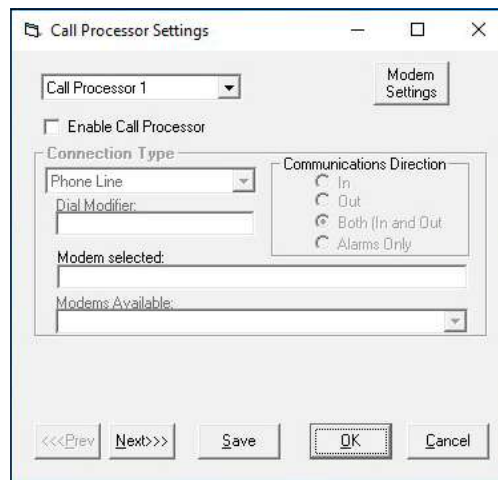 Call Processor Settings
Call Processor 1
Modem
Settings
Enable Call Processor
Connection Type
Phone Line
Dial Modifier:
Communications Direction
In
Out
Both (In and Out
Alarms Only
Modem selected:
Modems Available:
<<<Prev
Next>>>
Save
OK
Cancel